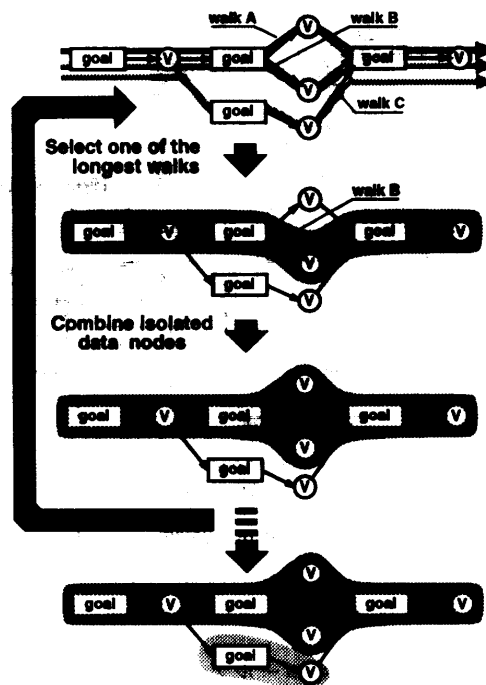 walk A
V
walk B
goal V goal goal V
V
goal V
walk C
Select one of the
longest walks
walk B
V
goal V goal goal V
V
goal V
Combine isolated
data nodes
V
goal V goal goal V
V
goal V
V
goal V goal goal V
V
goal V